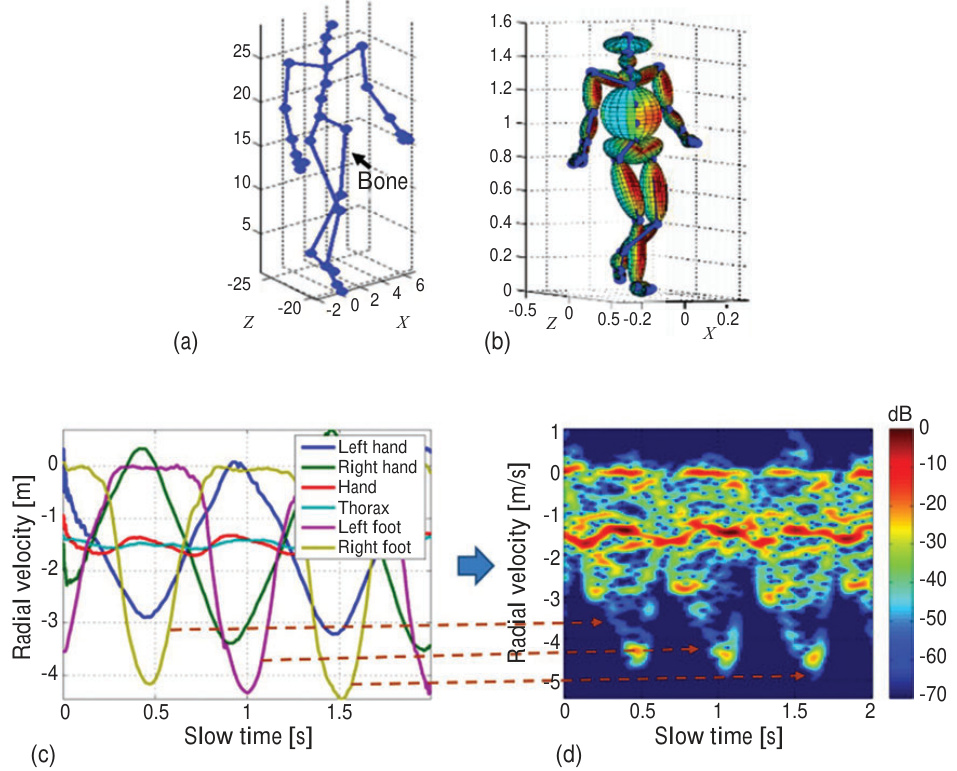 25
20
15
10
5
-25
-20
-2
0
2
4
6
Z
X
Bone
(a)
1.6
1.4
1.2
1
0.8
0.6
0.4
0.2
0
-0.5
0
0.5
-0.2
0
0.2
Z
X
(b)
Radial velocity [m]
0
-1
-2
-3
-4
Left hand
Right hand
Hand
Thorax
Left foot
Right foot
0
0.5
1
1.5
Slow time [s]
(c)
Radial velocity [m/s]
1
0
-1
-2
-3
-4
-5
0
0.5
1
1.5
2
Slow time [s]
(d)
dB
0
-10
-20
-30
-40
-50
-60
-70